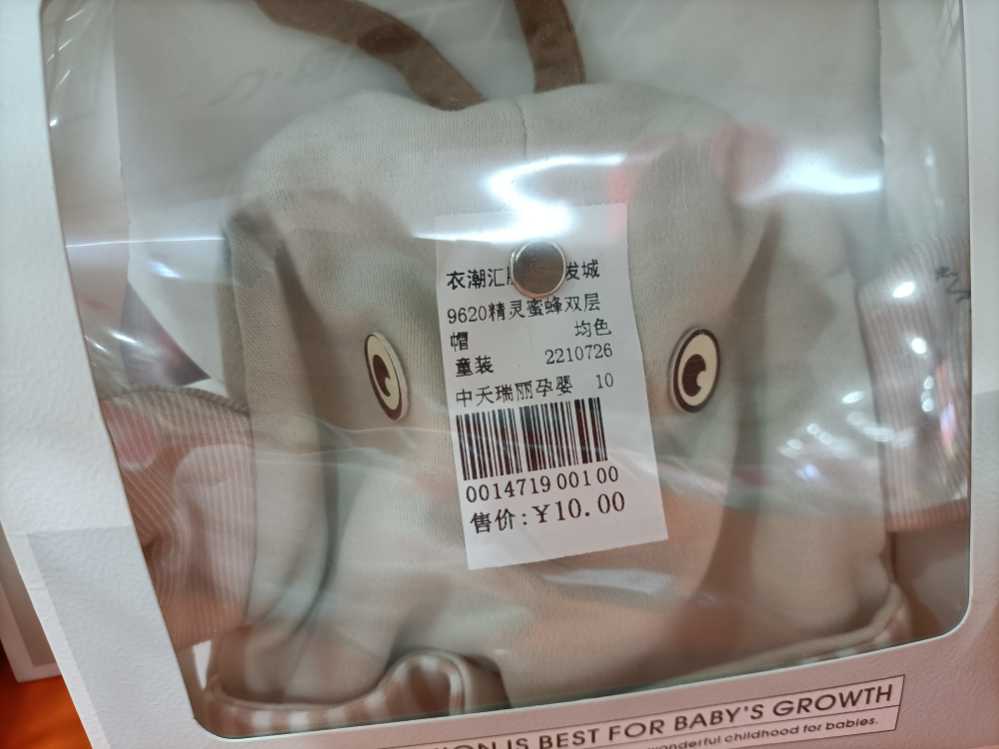 衣潮汇 发城
9620精灵蜜蜂双层
帽 均色
童装 2210726
中天瑞丽孕婴 10
0014719 001 00
售价:￥10.00
IS BEST FOR BABY'S GROWTH
wonderful childhood for babies.